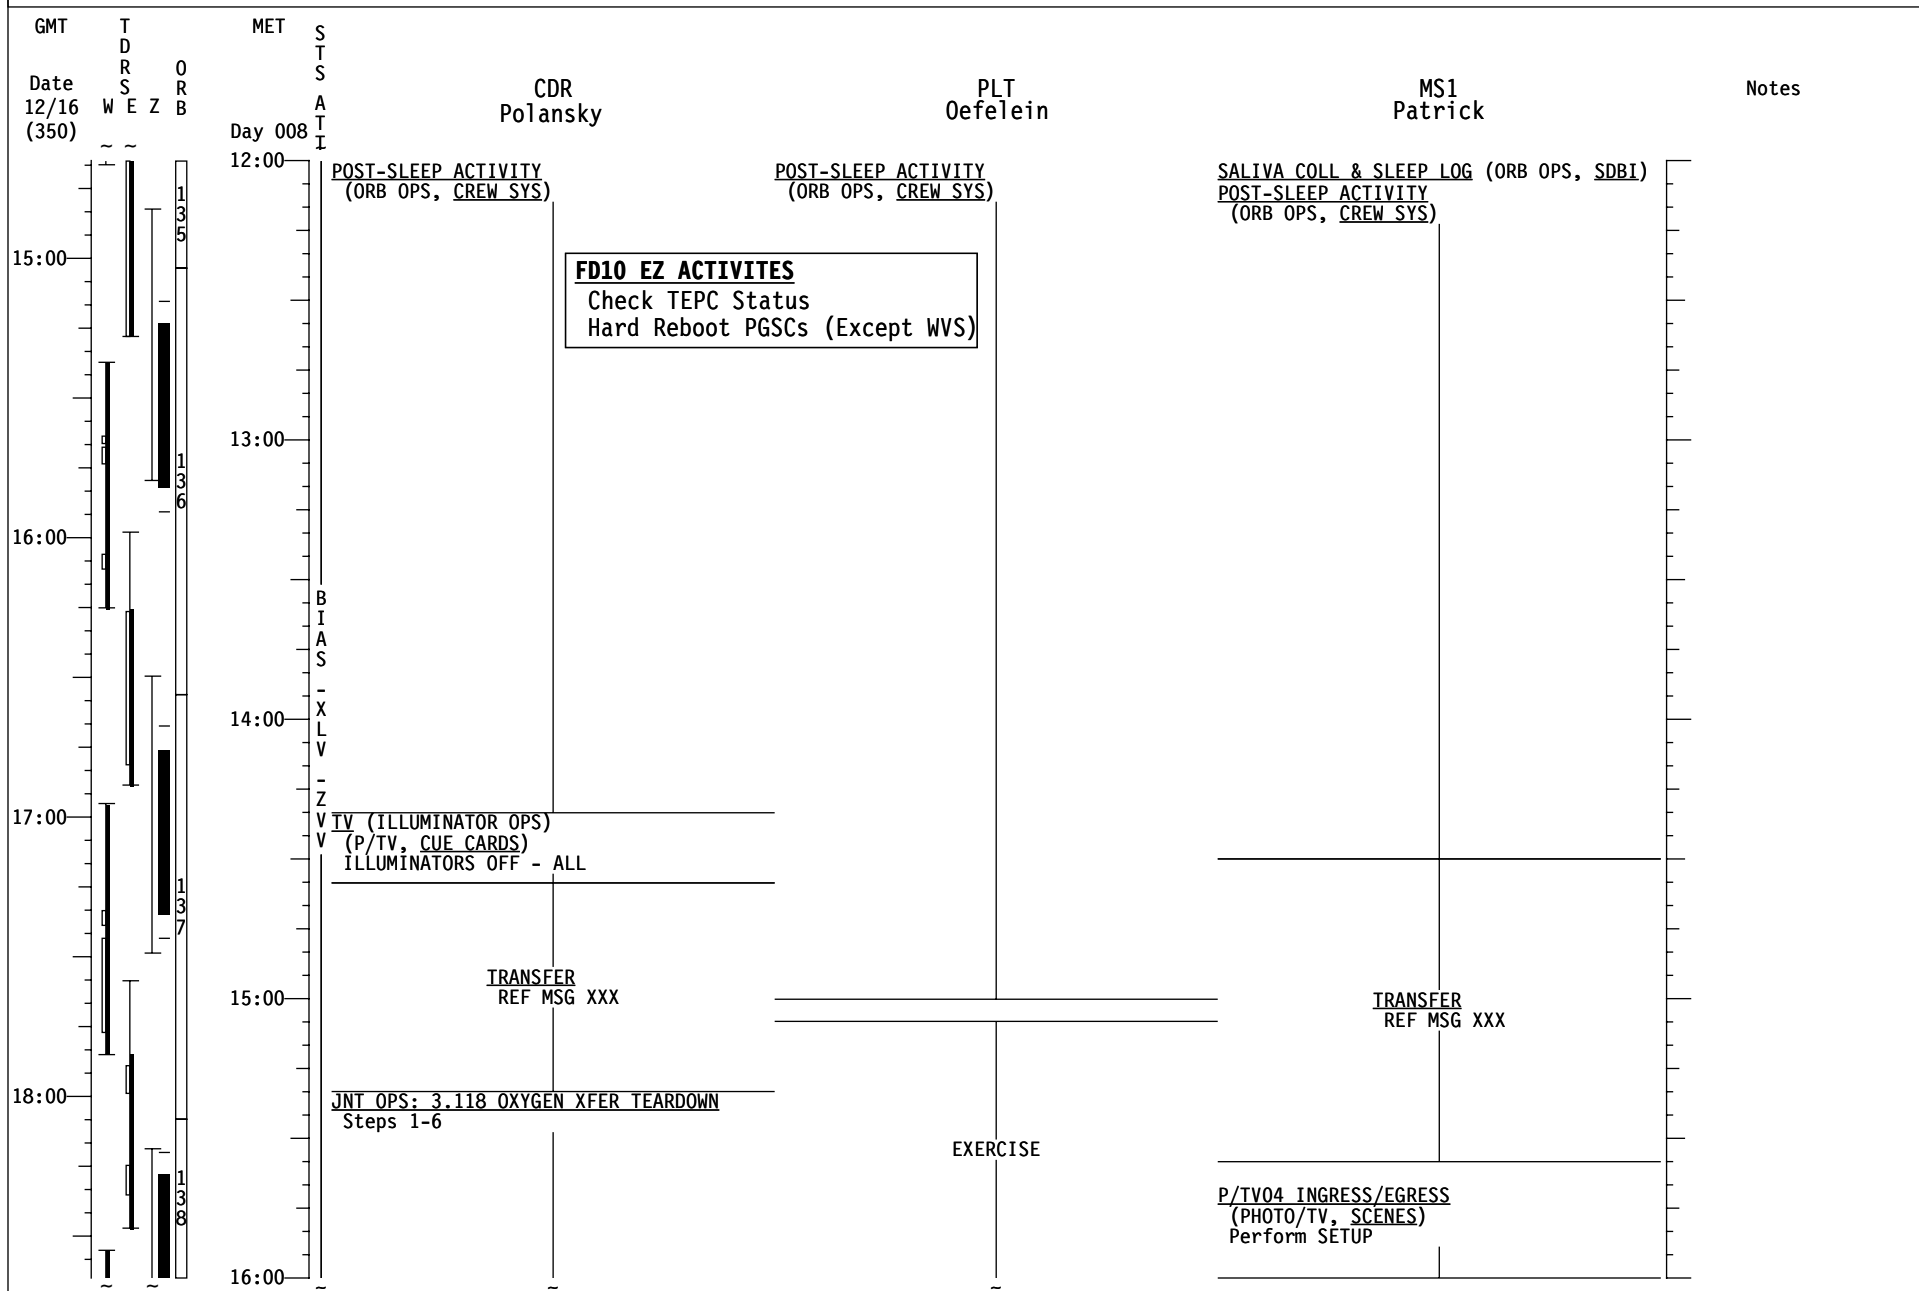 GMT
TDRS
MET
STS ATT
ORB
Date
12/16
(350)
W E Z
Day 008
CDR
Polansky
PLT
Oefelein
MS1
Patrick
Notes
~ ~
12:00
POST-SLEEP ACTIVITY
(ORB OPS, CREW SYS)
POST-SLEEP ACTIVITY
(ORB OPS, CREW SYS)
SALIVA COLL & SLEEP LOG (ORB OPS, SDBI)
POST-SLEEP ACTIVITY
(ORB OPS, CREW SYS)
135
15:00
FD10 EZ ACTIVITES
Check TEPC Status
Hard Reboot PGSCs (Except WVS)
13:00
136
16:00
BIAS -XLV -ZVV
14:00
17:00
TV (ILLUMINATOR OPS)
(P/TV, CUE CARDS)
ILLUMINATORS OFF - ALL
137
TRANSFER
REF MSG XXX
15:00
TRANSFER
REF MSG XXX
18:00
JNT OPS: 3.118 OXYGEN XFER TEARDOWN
Steps 1-6
EXERCISE
138
P/TV04 INGRESS/EGRESS
(PHOTO/TV, SCENES)
Perform SETUP
16:00
~ ~ ~ ~ ~